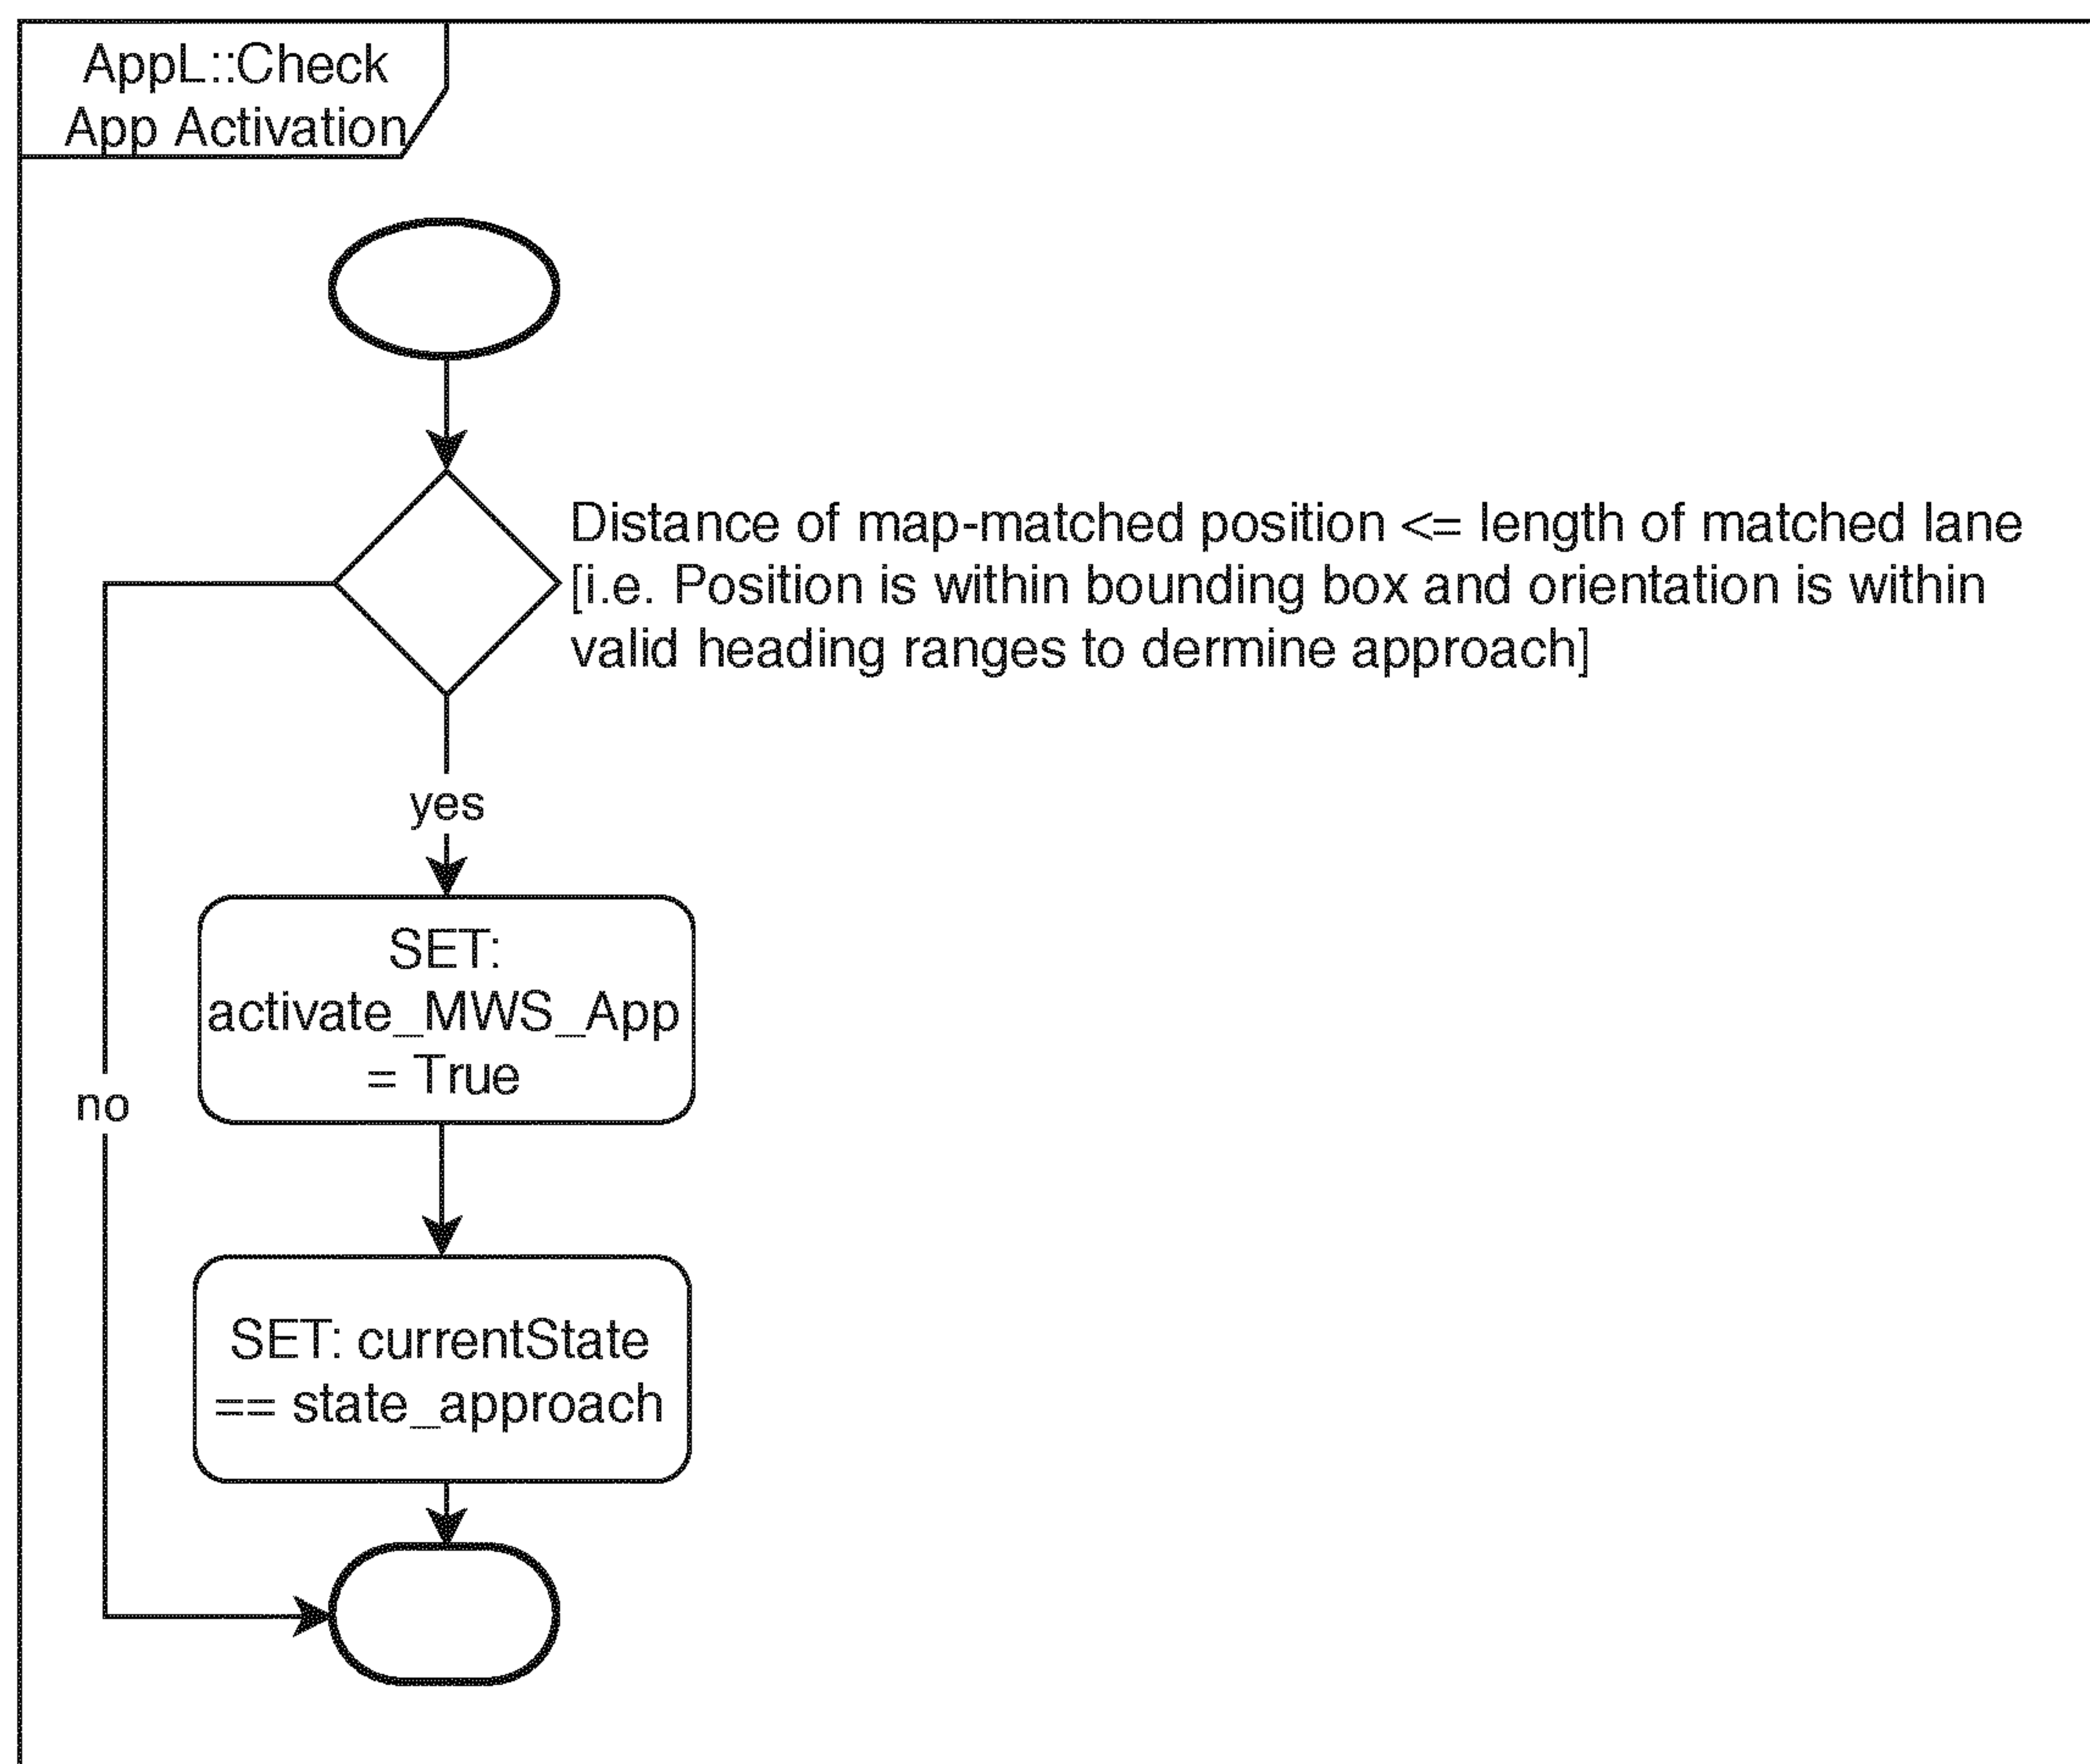 AppL::Check
App Activation
Distance of map-matched position <= length of matched lane
[i.e. Position is within bounding box and orientation is within
valid heading ranges to dermine approach]
yes
SET:
activate_MWS_App
= True
no
SET: currentState
== state_approach